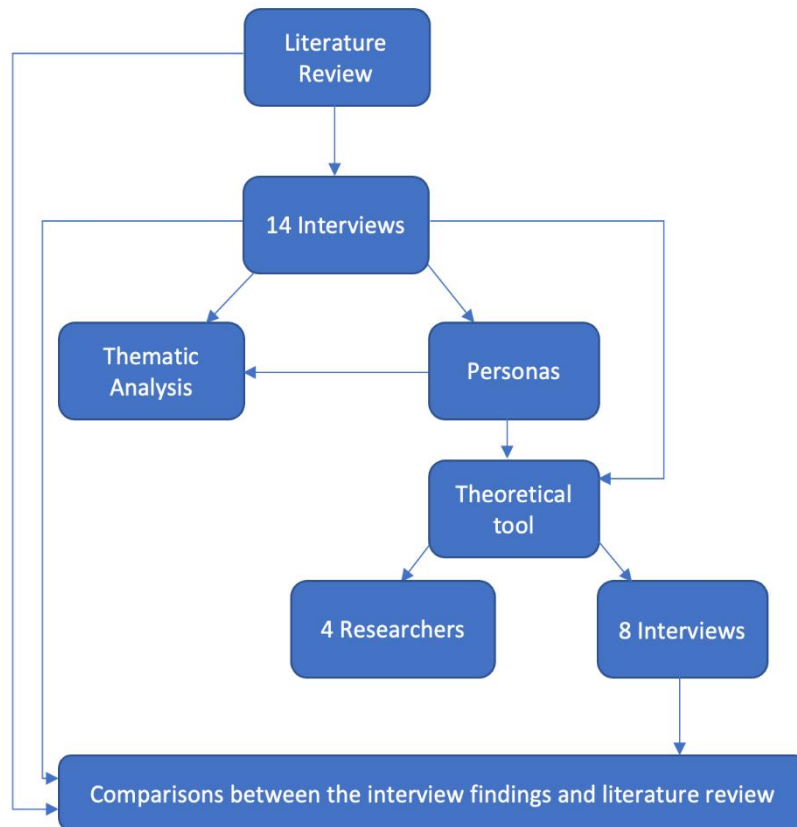 Literature
Review
14 Interviews
Thematic
Analysis
Personas
Theoretical
tool
4 Researchers
8 Interviews
Comparisons between the interview findings and literature review